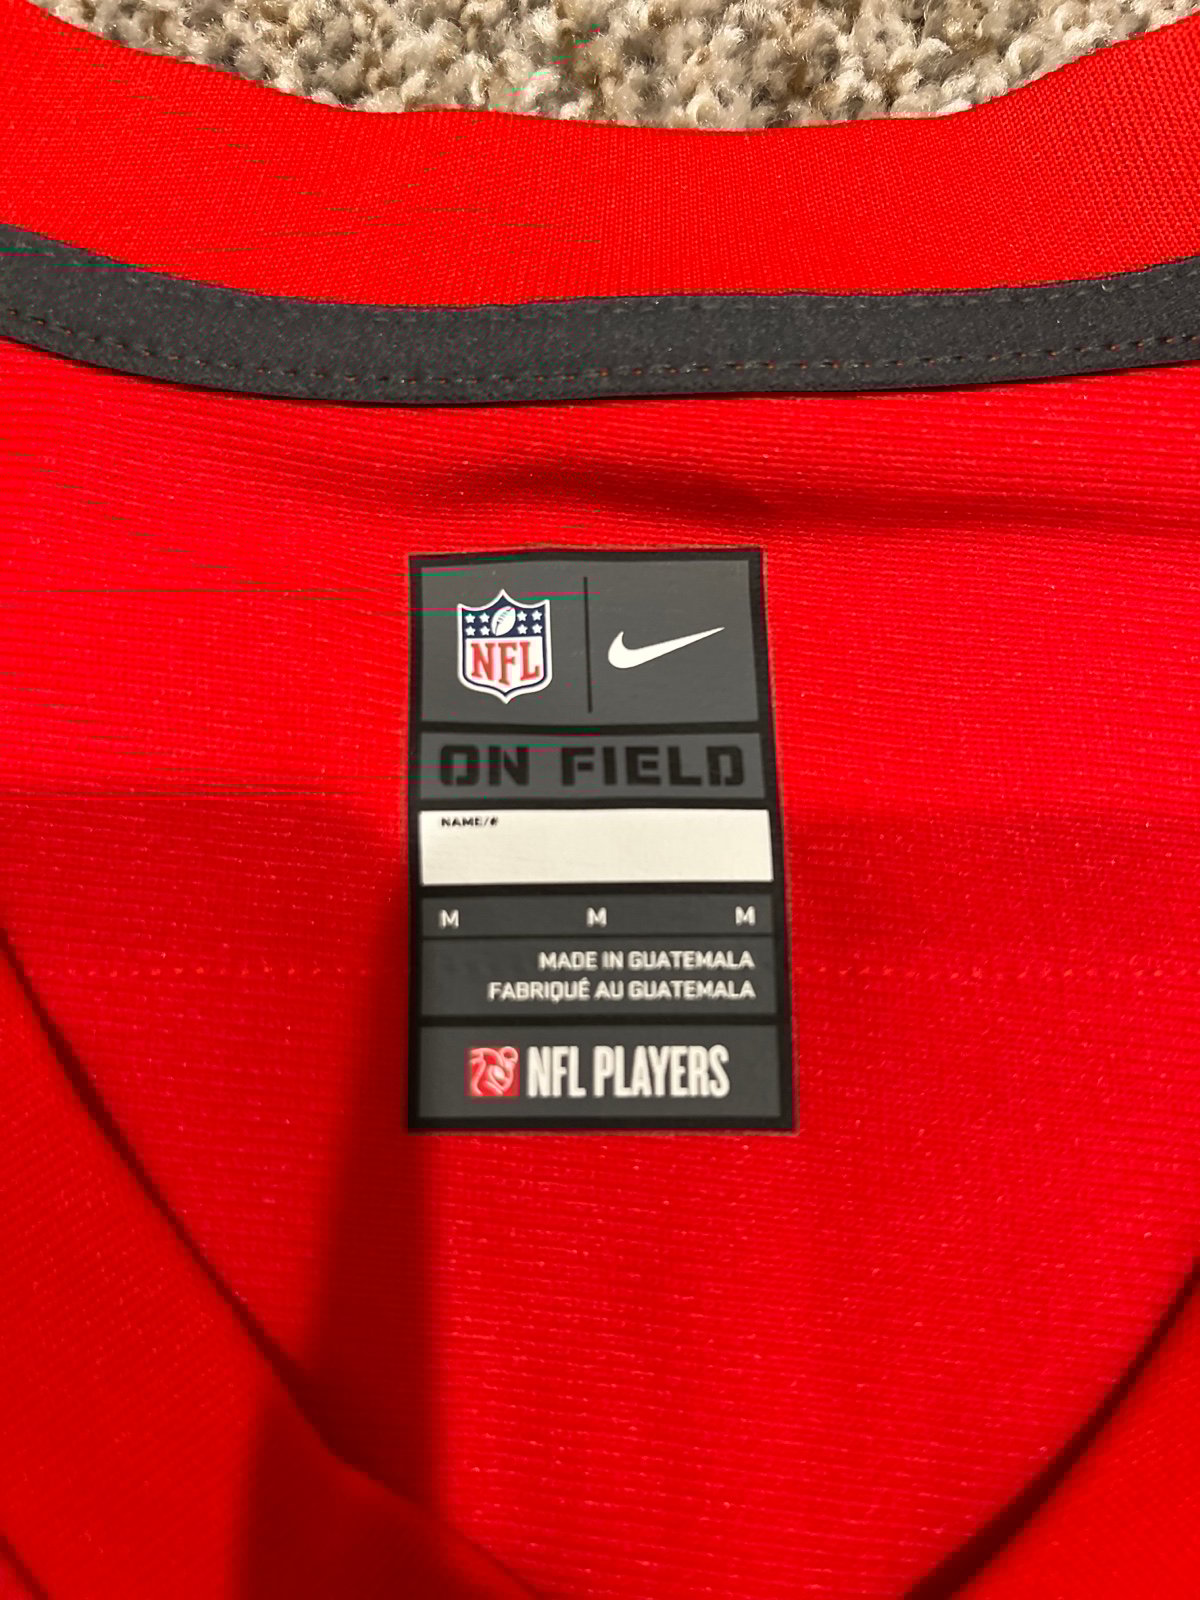 NFL
ON FIELD
NAME/#
M M M
MADE IN GUATEMALA
FABRIQUÉ AU GUATEMALA
NFL PLAYERS